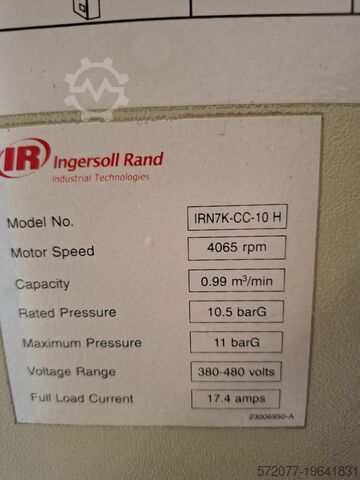 IR Ingersoll Rand
Industrial Technologies
Model No. IRN7K-CC-10 H
Motor Speed 4065 rpm
Capacity 0.99 m³/min
Rated Pressure 10.5 barG
Maximum Pressure 11 barG
Voltage Range 380-480 volts
Full Load Current 17.4 amps
23006950-A
572077-19641831